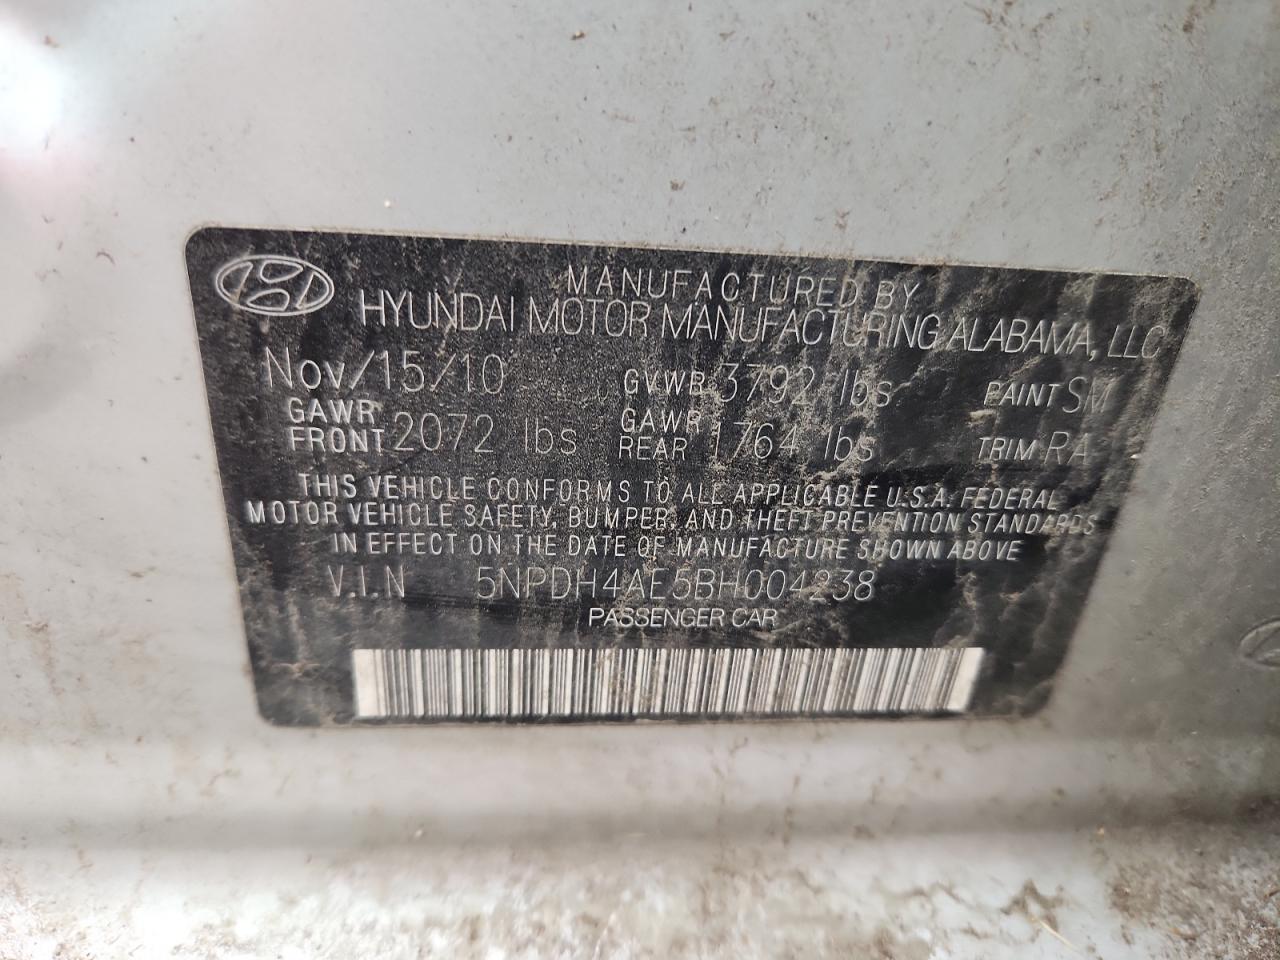 MANUFACTURED BY
HYUNDAI MOTOR MANUFACTURING ALABAMA, LLC
Nov/15/10 GVWR 3792 lbs PAINT SM
GAWR FRONT 2072 lbs GAWR REAR 1764 lbs TRIM RA
THIS VEHICLE CONFORMS TO ALL APPLICABLE U.S.A. FEDERAL
MOTOR VEHICLE SAFETY, BUMPER, AND THEFT PREVENTION STANDARDS
IN EFFECT ON THE DATE OF MANUFACTURE SHOWN ABOVE
V.I.N 5NPDH4AE5BH004238
PASSENGER CAR